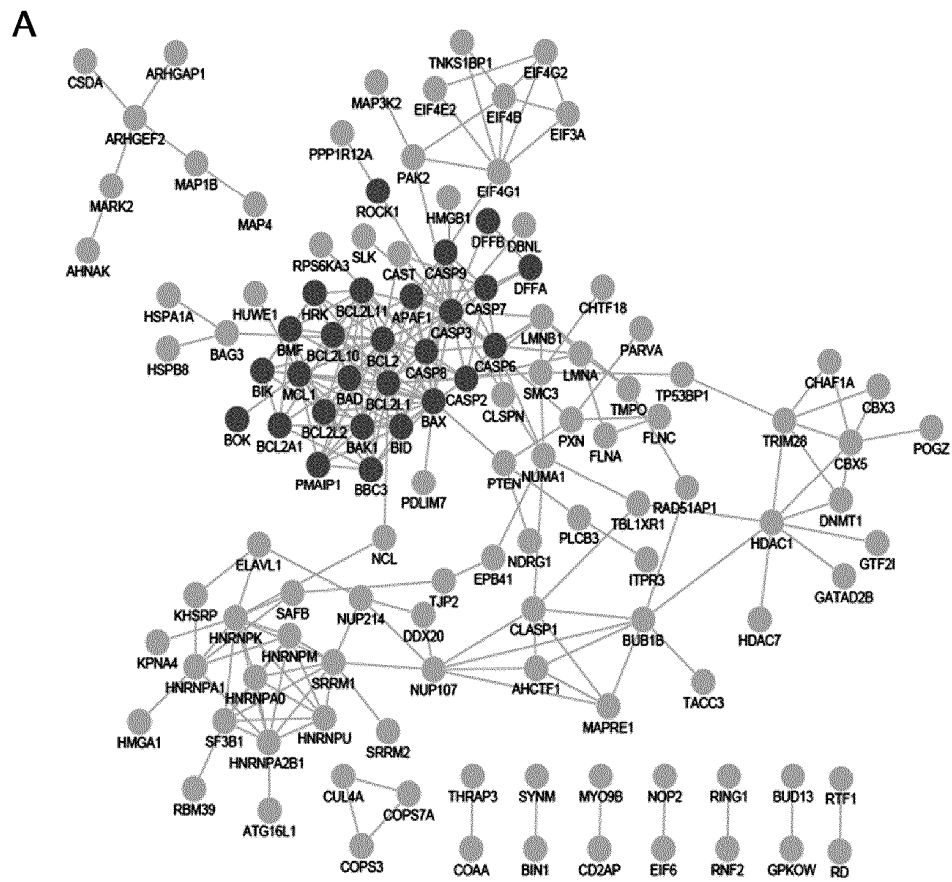 A
CSDA
ARHGAP1
TNKS1BP1
EIF4G2
MAP3K2
EIF4E2
EIF4B
EIF3A
ARHGEF2
PPP1R12A
PAK2
EIF4G1
MAP1B
MARK2
ROCK1
HMGB1
MAP4
DFFB
DBNL
AHNAK
RPS6KA3
SLK
CAST
CASP9
DFFA
HSPA1A
HUWE1
HRK
BCL2L11
APAF1
CASP7
CHTF18
CASP3
LMNB1
PARVA
HSPB8
BAG3
BMF
BCL2L10
BCL2
CASP8
CASP6
LMNA
CHAF1A
BIK
MCL1
BAD
BCL2L1
CASP2
SMC3
TMPO
TP53BP1
CBX3
CLSPN
BOK
BCL2A1
BCL2L2
BAK1
BID
BAX
PXN
FLNA
FLNC
TRIM28
CBX5
POGZ
PMAIP1
BBC3
PDLIM7
PTEN
NUMA1
RAD51AP1
DNMT1
TBL1XR1
PLCB3
HDAC1
GTF2I
ELAVL1
NCL
NDRG1
ITPR3
EPB41
GATAD2B
KHSRP
SAFB
TJP2
NUP214
HNRNPK
DDX20
CLASP1
BUB1B
HDAC7
KPNA4
HNRNPM
HNRNPA1
HNRNPA0
SRRM1
NUP107
AHCTF1
TACC3
MAPRE1
HMGA1
SF3B1
HNRNPU
SRRM2
HNRNPA2B1
RBM39
ATG16L1
CUL4A
COPS7A
COPS3
THRAP3
SYNM
MYO9B
NOP2
RING1
BUD13
RTF1
COAA
BIN1
CD2AP
EIF6
RNF2
GPKOW
RD